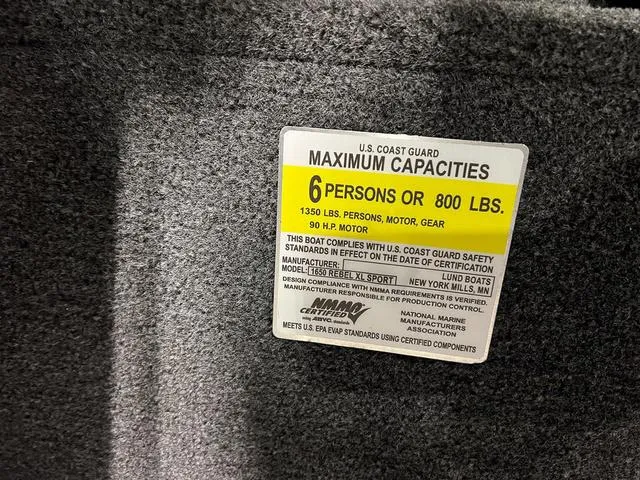 U.S. COAST GUARD
MAXIMUM CAPACITIES
6 PERSONS OR 800 LBS.
1350 LBS. PERSONS, MOTOR, GEAR
90 H.P. MOTOR
THIS BOAT COMPLIES WITH U.S. COAST GUARD SAFETY
STANDARDS IN EFFECT ON THE DATE OF CERTIFICATION
MANUFACTURER: LUND BOATS
MODEL: 1650 REBEL XL SPORT NEW YORK MILLS, MN
DESIGN COMPLIANCE WITH NMMA REQUIREMENTS IS VERIFIED.
MANUFACTURER RESPONSIBLE FOR PRODUCTION CONTROL.
NMMA
CERTIFIED
using ABYC standards
NATIONAL MARINE
MANUFACTURERS
ASSOCIATION
MEETS U.S. EPA EVAP STANDARDS USING CERTIFIED COMPONENTS